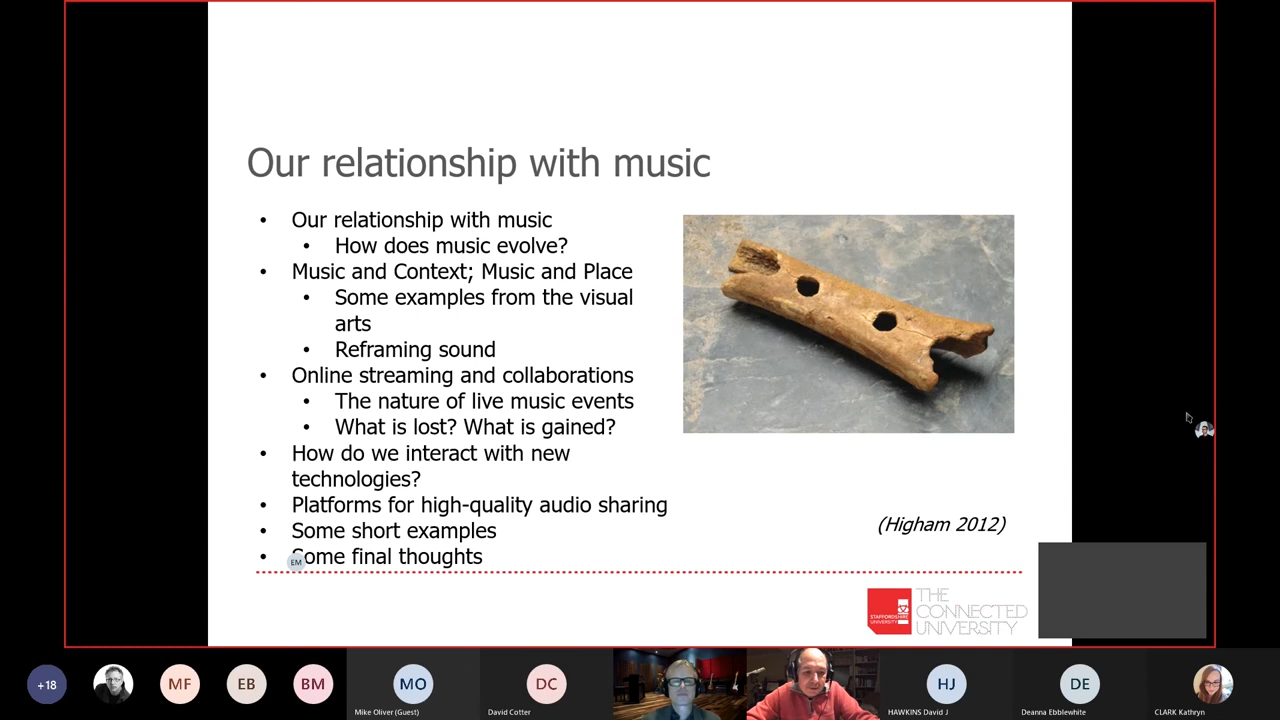 Our relationship with music
• Our relationship with music
• How does music evolve?
• Music and Context; Music and Place
• Some examples from the visual
arts
• Reframing sound
• Online streaming and collaborations
• The nature of live music events
• What is lost? What is gained?
• How do we interact with new
technologies?
• Platforms for high-quality audio sharing
• Some short examples
• Some final thoughts
EM
(Higham 2012)
STAFFORDSHIRE
UNIVERSITY
THE
CONNECTED
UNIVERSITY
+18
MF
EB
BM
MO
DC
HJ
DE
Mike Oliver (Guest)
David Cotter
HAWKINS David J
Deanna Ebblewhite
CLARK Kathryn